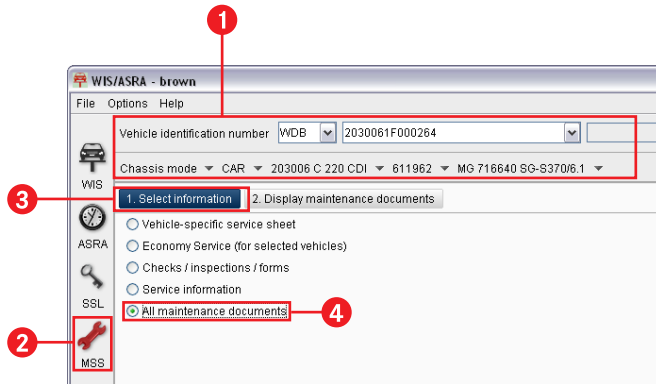 1
WIS/ASRA - brown
File Options Help
Vehicle identification number WDB 2030061F000264
Chassis mode CAR 203006 C 220 CDI 611962 MG 716640 SG-S370/6.1
WIS
3
1. Select information 2. Display maintenance documents
Vehicle-specific service sheet
ASRA
Economy Service (for selected vehicles)
Checks / inspections / forms
Service information
SSL
All maintenance documents 4
2
MSS